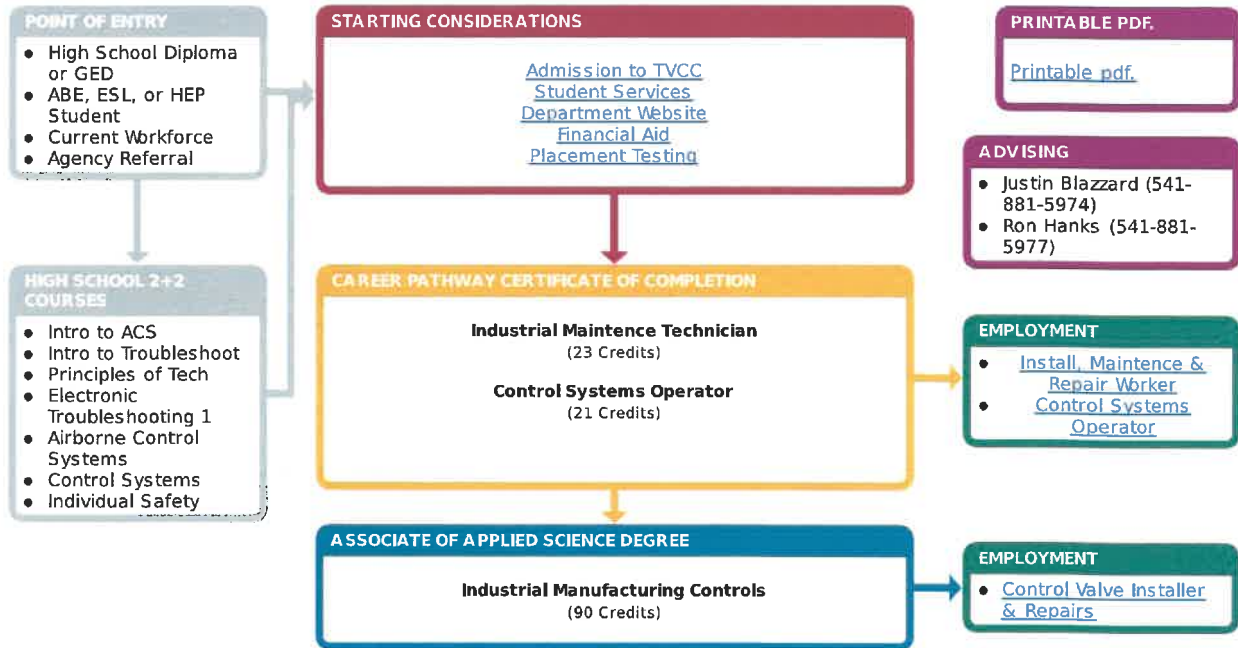 POINT OF ENTRY
High School Diploma
or GED
ABE, ESL, or HEP
Student
Current Workforce
Agency Referral
HIGH SCHOOL 2+2
COURSES
Intro to ACS
Intro to Troubleshoot
Principles of Tech
Electronic
Troubleshooting 1
Airborne Control
Systems
Control Systems
Individual Safety
STARTING CONSIDERATIONS
Admission to TVCC
Student Services
Department Website
Financial Aid
Placement Testing
CAREER PATHWAY CERTIFICATE OF COMPLETION
Industrial Maintence Technician
(23 Credits)
Control Systems Operator
(21 Credits)
ASSOCIATE OF APPLIED SCIENCE DEGREE
Industrial Manufacturing Controls
(90 Credits)
PRINTABLE PDF.
Printable pdf.
ADVISING
Justin Blazzard (541-
881-5974)
Ron Hanks (541-881-
5977)
EMPLOYMENT
Install, Maintence &
Repair Worker
Control Systems
Operator
EMPLOYMENT
Control Valve Installer
& Repairs